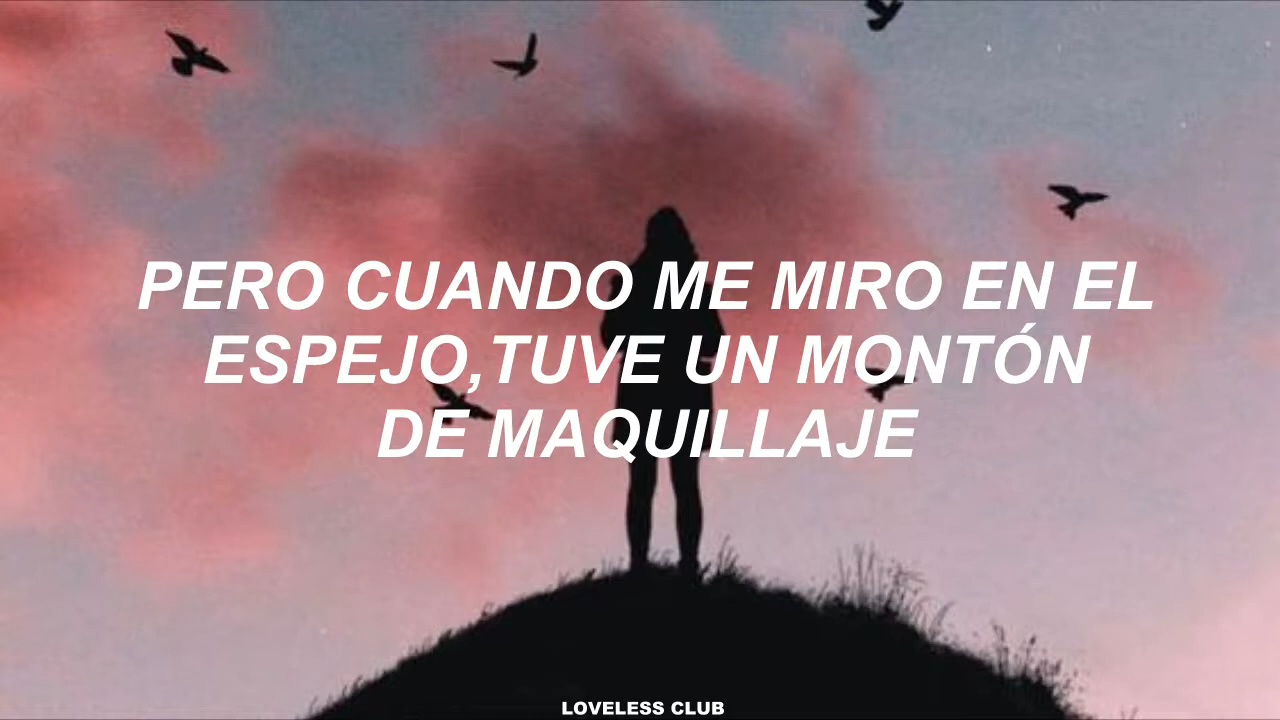 PERO CUANDO ME MIRO EN EL
ESPEJO,TUVE UN MONTÓN
DE MAQUILLAJE
LOVELESS CLUB